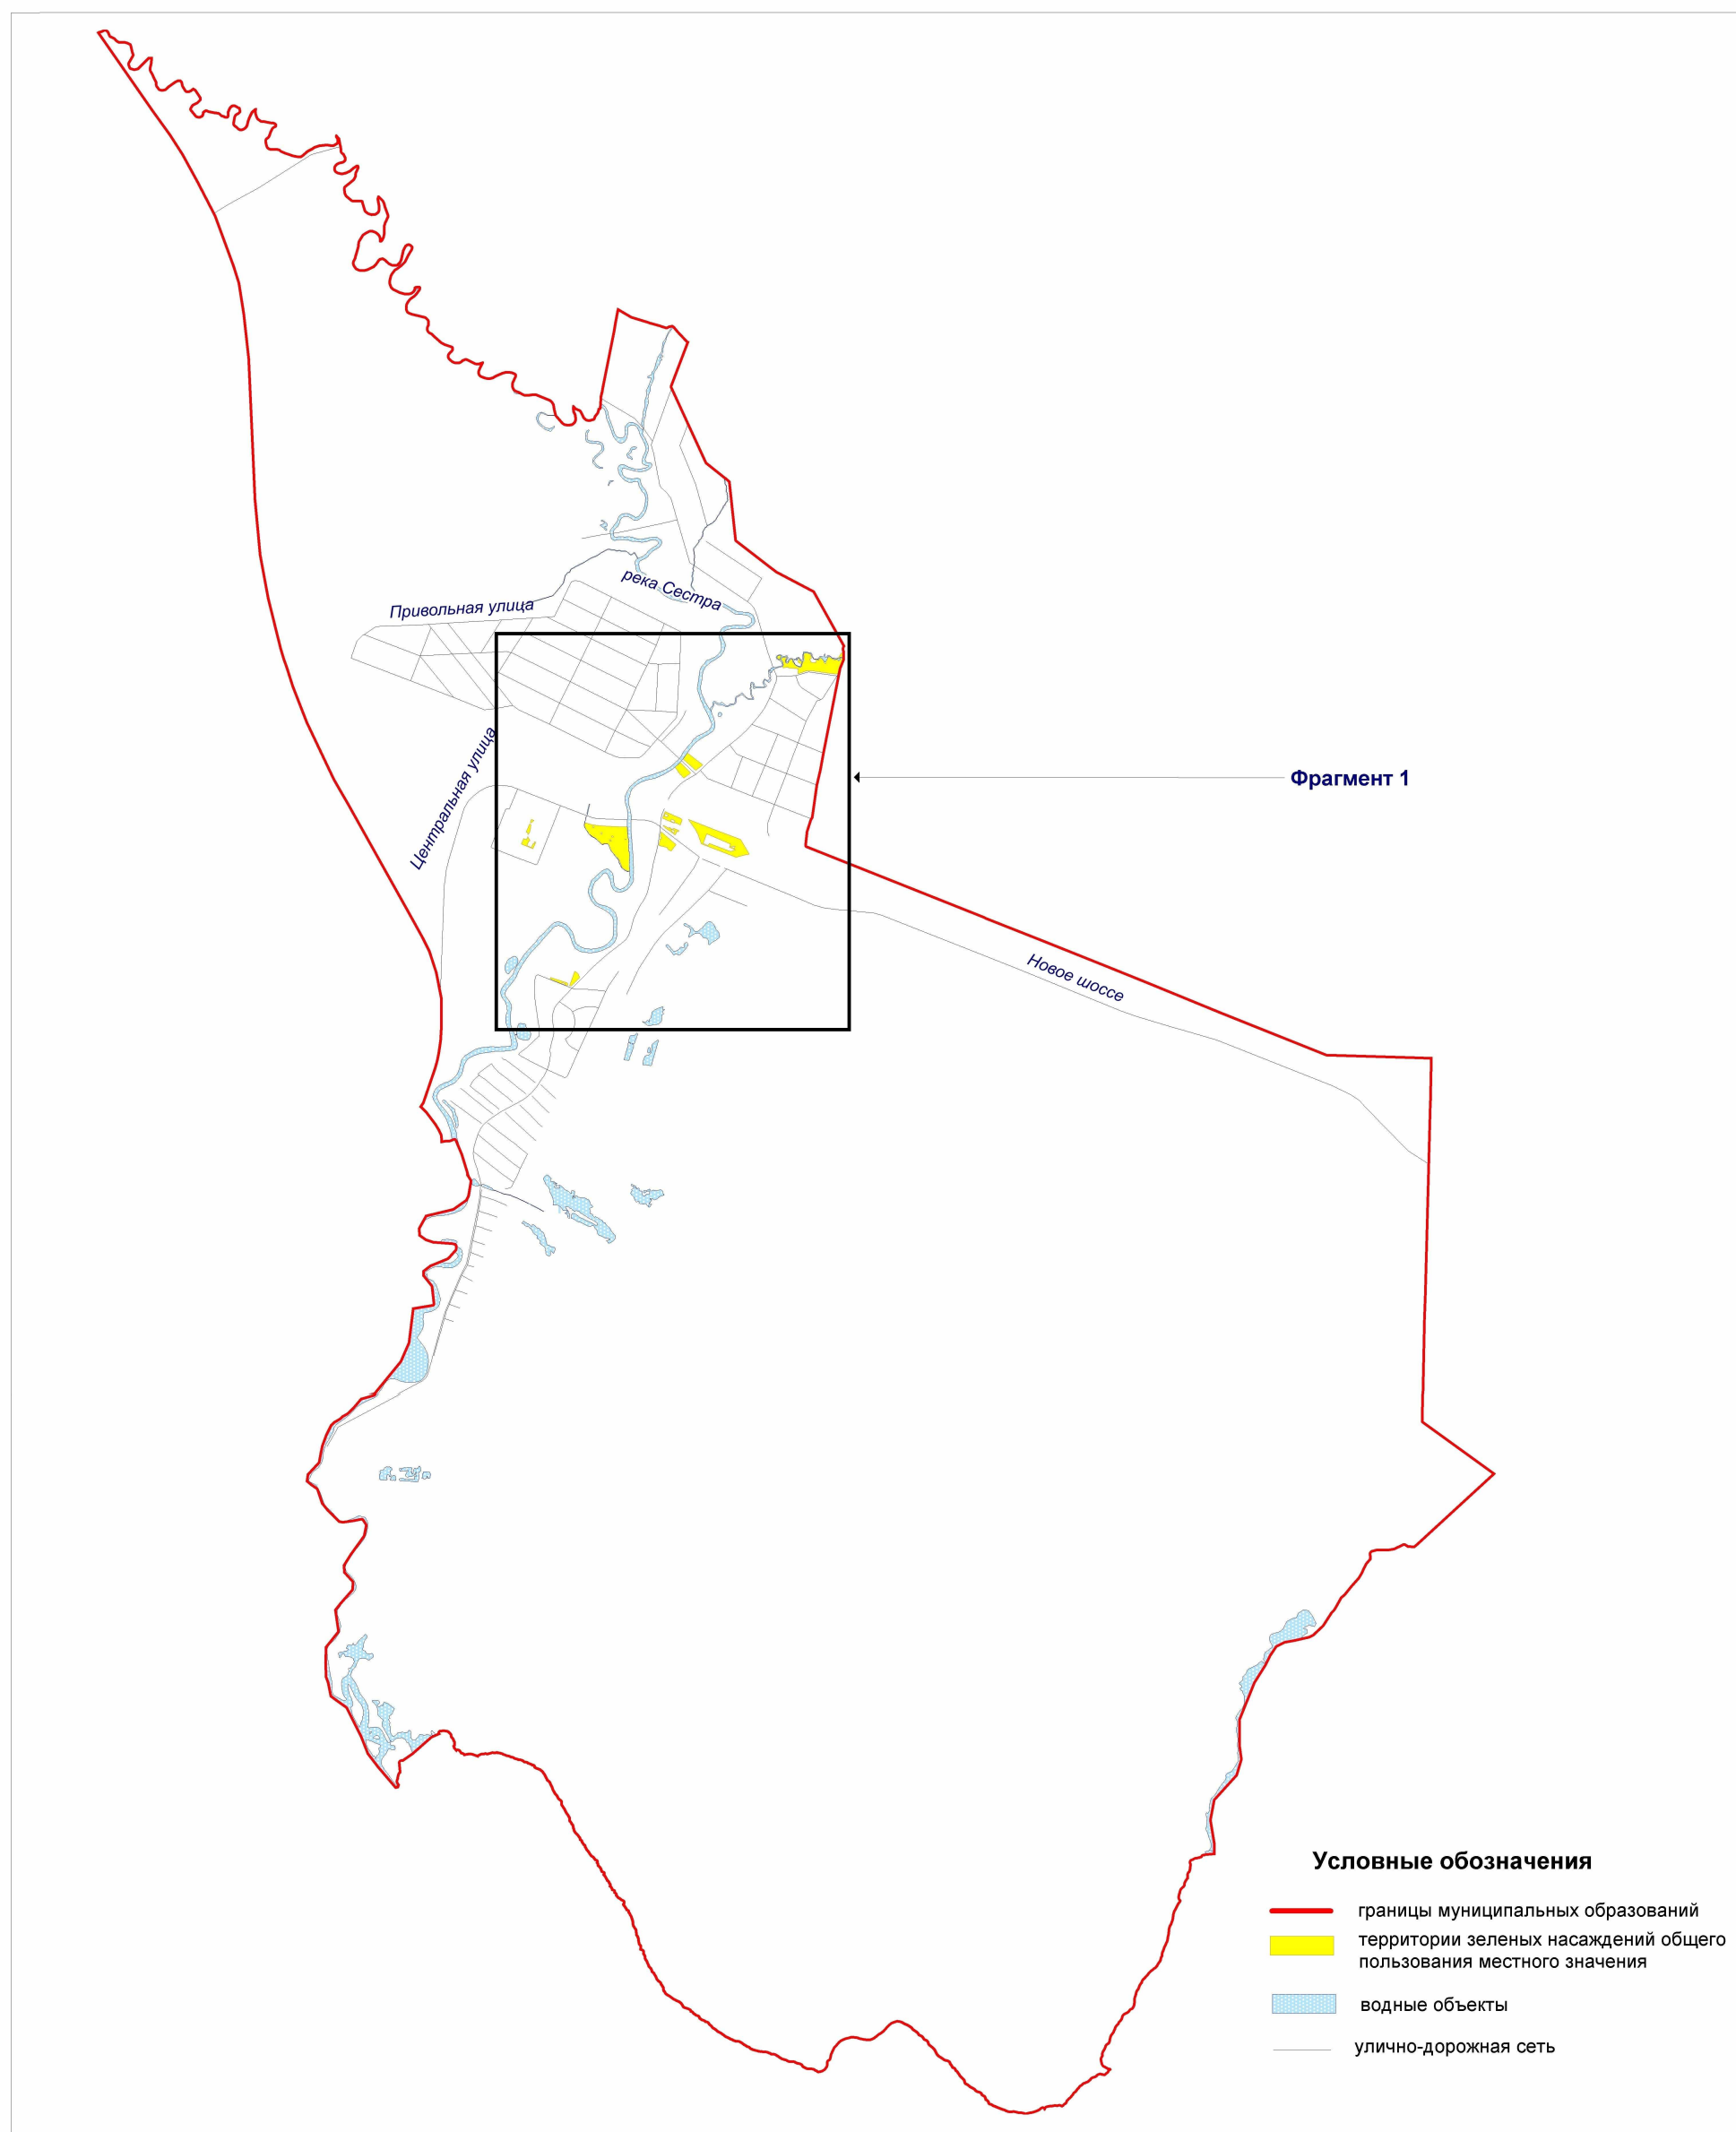 река Сестра
Привольная улица
Центральная улица
Фрагмент 1
Новое шоссе
Условные обозначения
границы муниципальных образований
территории зеленых насаждений общего
пользования местного значения
водные объекты
улично-дорожная сеть